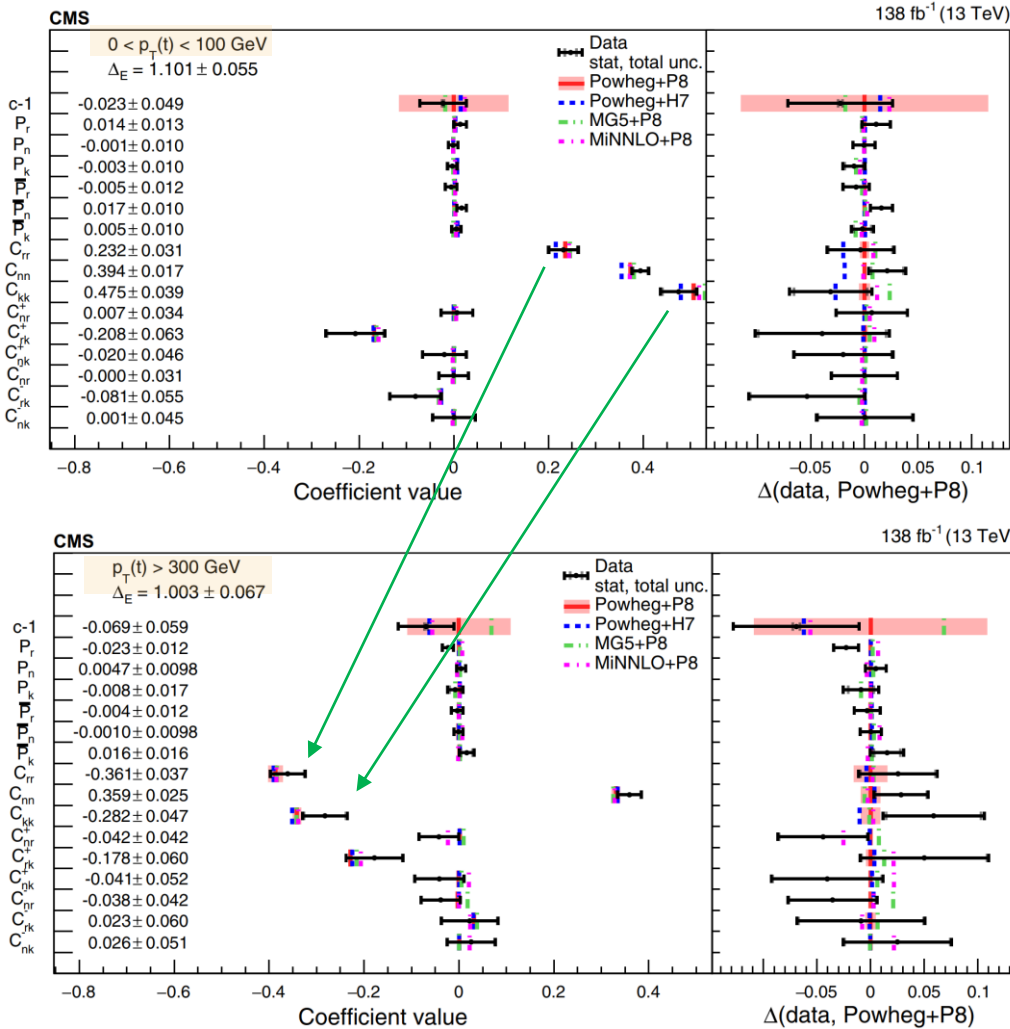 CMS 138 fb⁻¹ (13 TeV)
0 < p_T(t) < 100 GeV
Δ_E = 1.101 ± 0.055
Data
stat, total unc.
Powheg+P8
Powheg+H7
MG5+P8
MiNNLO+P8
c-1 -0.023 ± 0.049
P_r 0.014 ± 0.013
P_n -0.001 ± 0.010
P_k -0.003 ± 0.010
P̅_r -0.005 ± 0.012
P̅_n 0.017 ± 0.010
P̅_k 0.005 ± 0.010
C_rr 0.232 ± 0.031
C_nn 0.394 ± 0.017
C_kk 0.475 ± 0.039
C⁺_nr 0.007 ± 0.034
C⁺_rk -0.208 ± 0.063
C⁺_nk -0.020 ± 0.046
C⁻_nr -0.000 ± 0.031
C⁻_rk -0.081 ± 0.055
C⁻_nk 0.001 ± 0.045
−0.8 −0.6 −0.4 −0.2 0 0.2 0.4 −0.05 0 0.05 0.1
Coefficient value Δ(data, Powheg+P8)
CMS 138 fb⁻¹ (13 TeV)
p_T(t) > 300 GeV
Δ_E = 1.003 ± 0.067
Data
stat, total unc.
Powheg+P8
Powheg+H7
MG5+P8
MiNNLO+P8
c-1 -0.069 ± 0.059
P_r -0.023 ± 0.012
P_n 0.0047 ± 0.0098
P_k -0.008 ± 0.017
P̅_r -0.004 ± 0.012
P̅_n -0.0010 ± 0.0098
P̅_k 0.016 ± 0.016
C_rr -0.361 ± 0.037
C_nn 0.359 ± 0.025
C_kk -0.282 ± 0.047
C⁺_nr -0.042 ± 0.042
C⁺_rk -0.178 ± 0.060
C⁺_nk -0.041 ± 0.052
C⁻_nr -0.038 ± 0.042
C⁻_rk 0.023 ± 0.060
C⁻_nk 0.026 ± 0.051
−0.8 −0.6 −0.4 −0.2 0 0.2 0.4 −0.05 0 0.05 0.1
Coefficient value Δ(data, Powheg+P8)